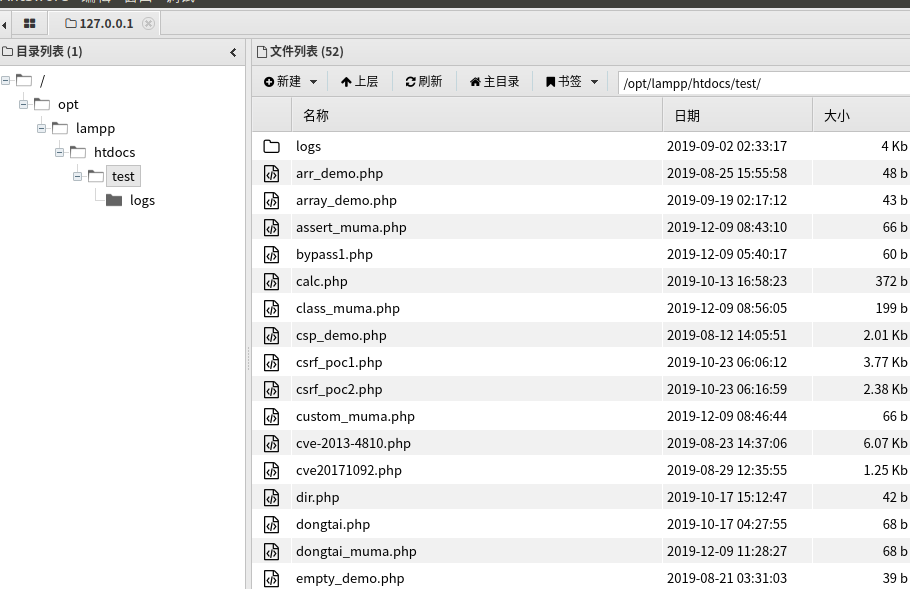 127.0.0.1
目录列表 (1)
/
opt
lampp
htdocs
test
logs
文件列表 (52)
新建 上层 刷新 主目录 书签 /opt/lampp/htdocs/test/
名称 日期 大小
logs 2019-09-02 02:33:17 4 Kb
arr_demo.php 2019-08-25 15:55:58 48 b
array_demo.php 2019-09-19 02:17:12 43 b
assert_muma.php 2019-12-09 08:43:10 66 b
bypass1.php 2019-12-09 05:40:17 60 b
calc.php 2019-10-13 16:58:23 372 b
class_muma.php 2019-12-09 08:56:05 199 b
csp_demo.php 2019-08-12 14:05:51 2.01 Kb
csrf_poc1.php 2019-10-23 06:06:12 3.77 Kb
csrf_poc2.php 2019-10-23 06:16:59 2.38 Kb
custom_muma.php 2019-12-09 08:46:44 66 b
cve-2013-4810.php 2019-08-23 14:37:06 6.07 Kb
cve20171092.php 2019-08-29 12:35:55 1.25 Kb
dir.php 2019-10-17 15:12:47 42 b
dongtai.php 2019-10-17 04:27:55 68 b
dongtai_muma.php 2019-12-09 11:28:27 68 b
empty_demo.php 2019-08-21 03:31:03 39 b